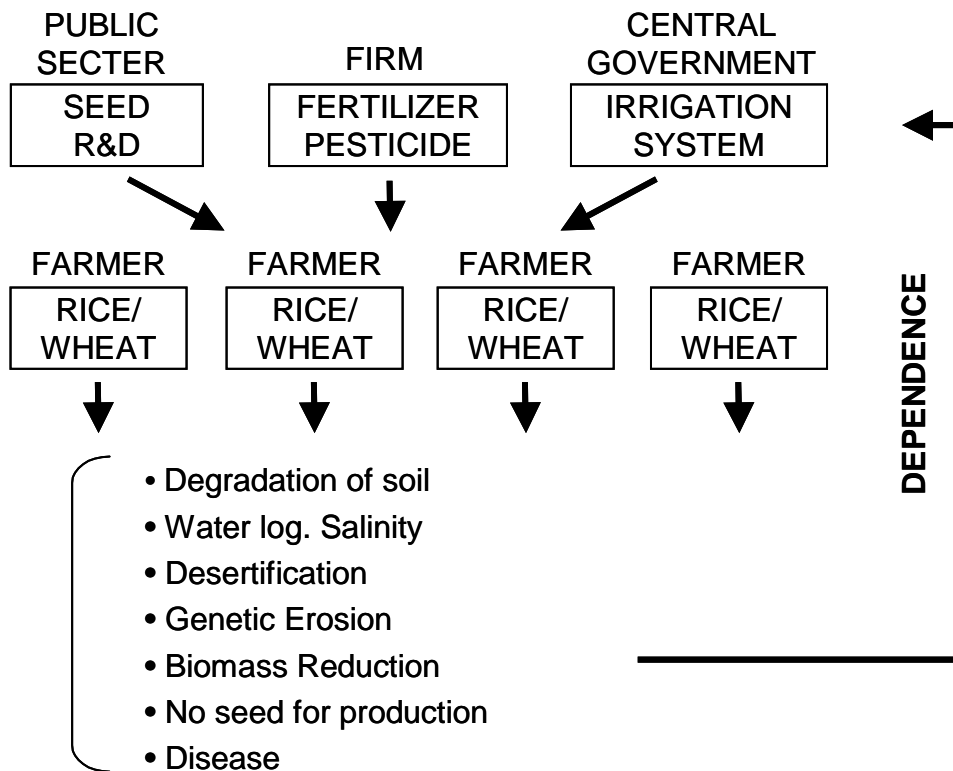 PUBLIC
SECTER
SEED
R&D
FIRM
FERTILIZER
PESTICIDE
CENTRAL
GOVERNMENT
IRRIGATION
SYSTEM
FARMER
RICE/
WHEAT
FARMER
RICE/
WHEAT
FARMER
RICE/
WHEAT
FARMER
RICE/
WHEAT
DEPENDENCE
• Degradation of soil
• Water log. Salinity
• Desertification
• Genetic Erosion
• Biomass Reduction
• No seed for production
• Disease